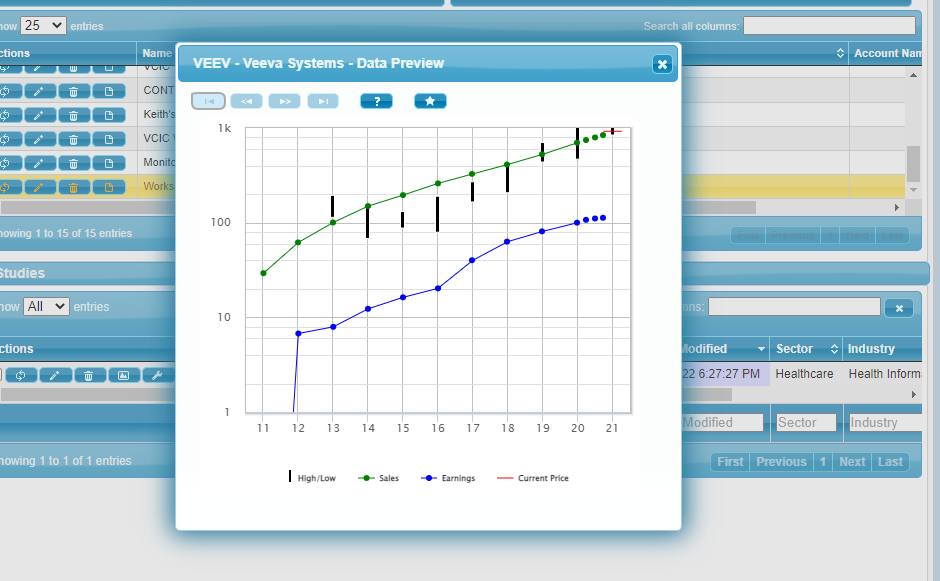 now 25 entries
Search all columns:
ctions
Name
Account Nam
VEEV - Veeva Systems - Data Preview
?
VCIC
CONT
Keith's
VCIC
Monito
Works
howing 1 to 15 of 15 entries
First Previous 1 Next Last
Studies
now All entries
mns:
ctions
Modified
Sector
Industry
22 6:27:27 PM
Healthcare
Health Inform
Modified
Sector
Industry
howing 1 to 1 of 1 entries
First Previous 1 Next Last
1k
100
10
1
11 12 13 14 15 16 17 18 19 20 21
High/Low Sales Earnings Current Price